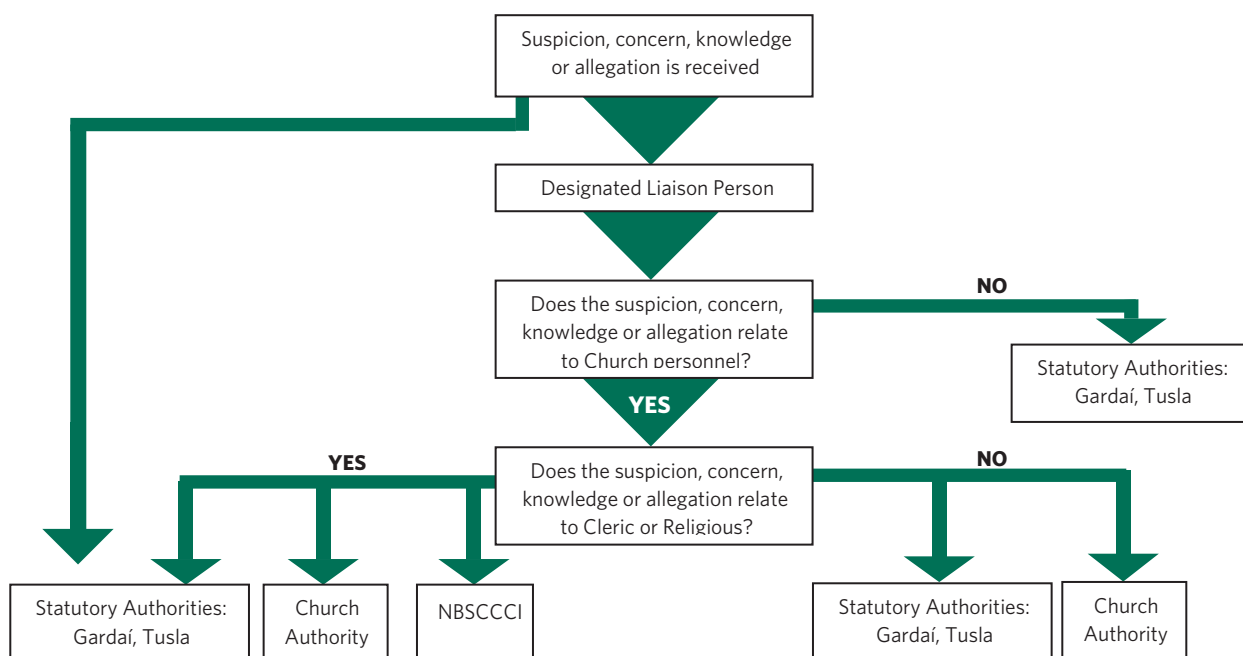 Suspicion, concern, knowledge
or allegation is received
Designated Liaison Person
Does the suspicion, concern,
knowledge or allegation relate
to Church personnel?
NO
Statutory Authorities:
Gardaí, Tusla
YES
Does the suspicion, concern,
knowledge or allegation relate
to Cleric or Religious?
YES
NO
Statutory Authorities:
Gardaí, Tusla
Church
Authority
NBSCCCI
Statutory Authorities:
Gardaí, Tusla
Church
Authority